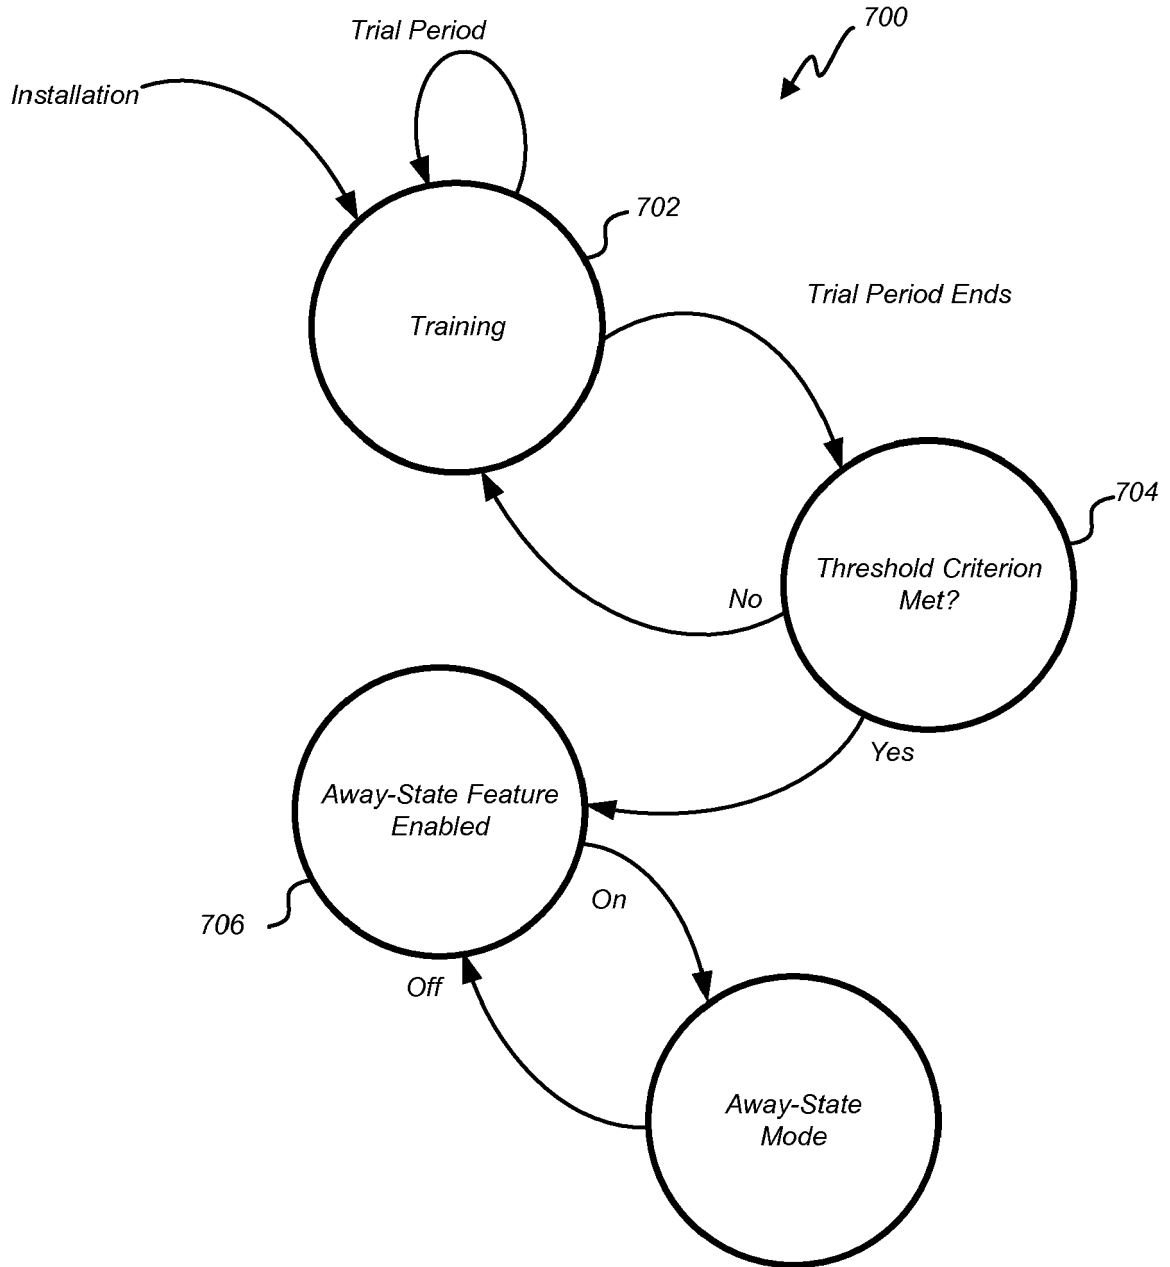 700
Trial Period
Installation
702
Trial Period Ends
Training
704
Threshold Criterion
Met?
No
Yes
Away-State Feature
Enabled
On
706
Off
Away-State
Mode